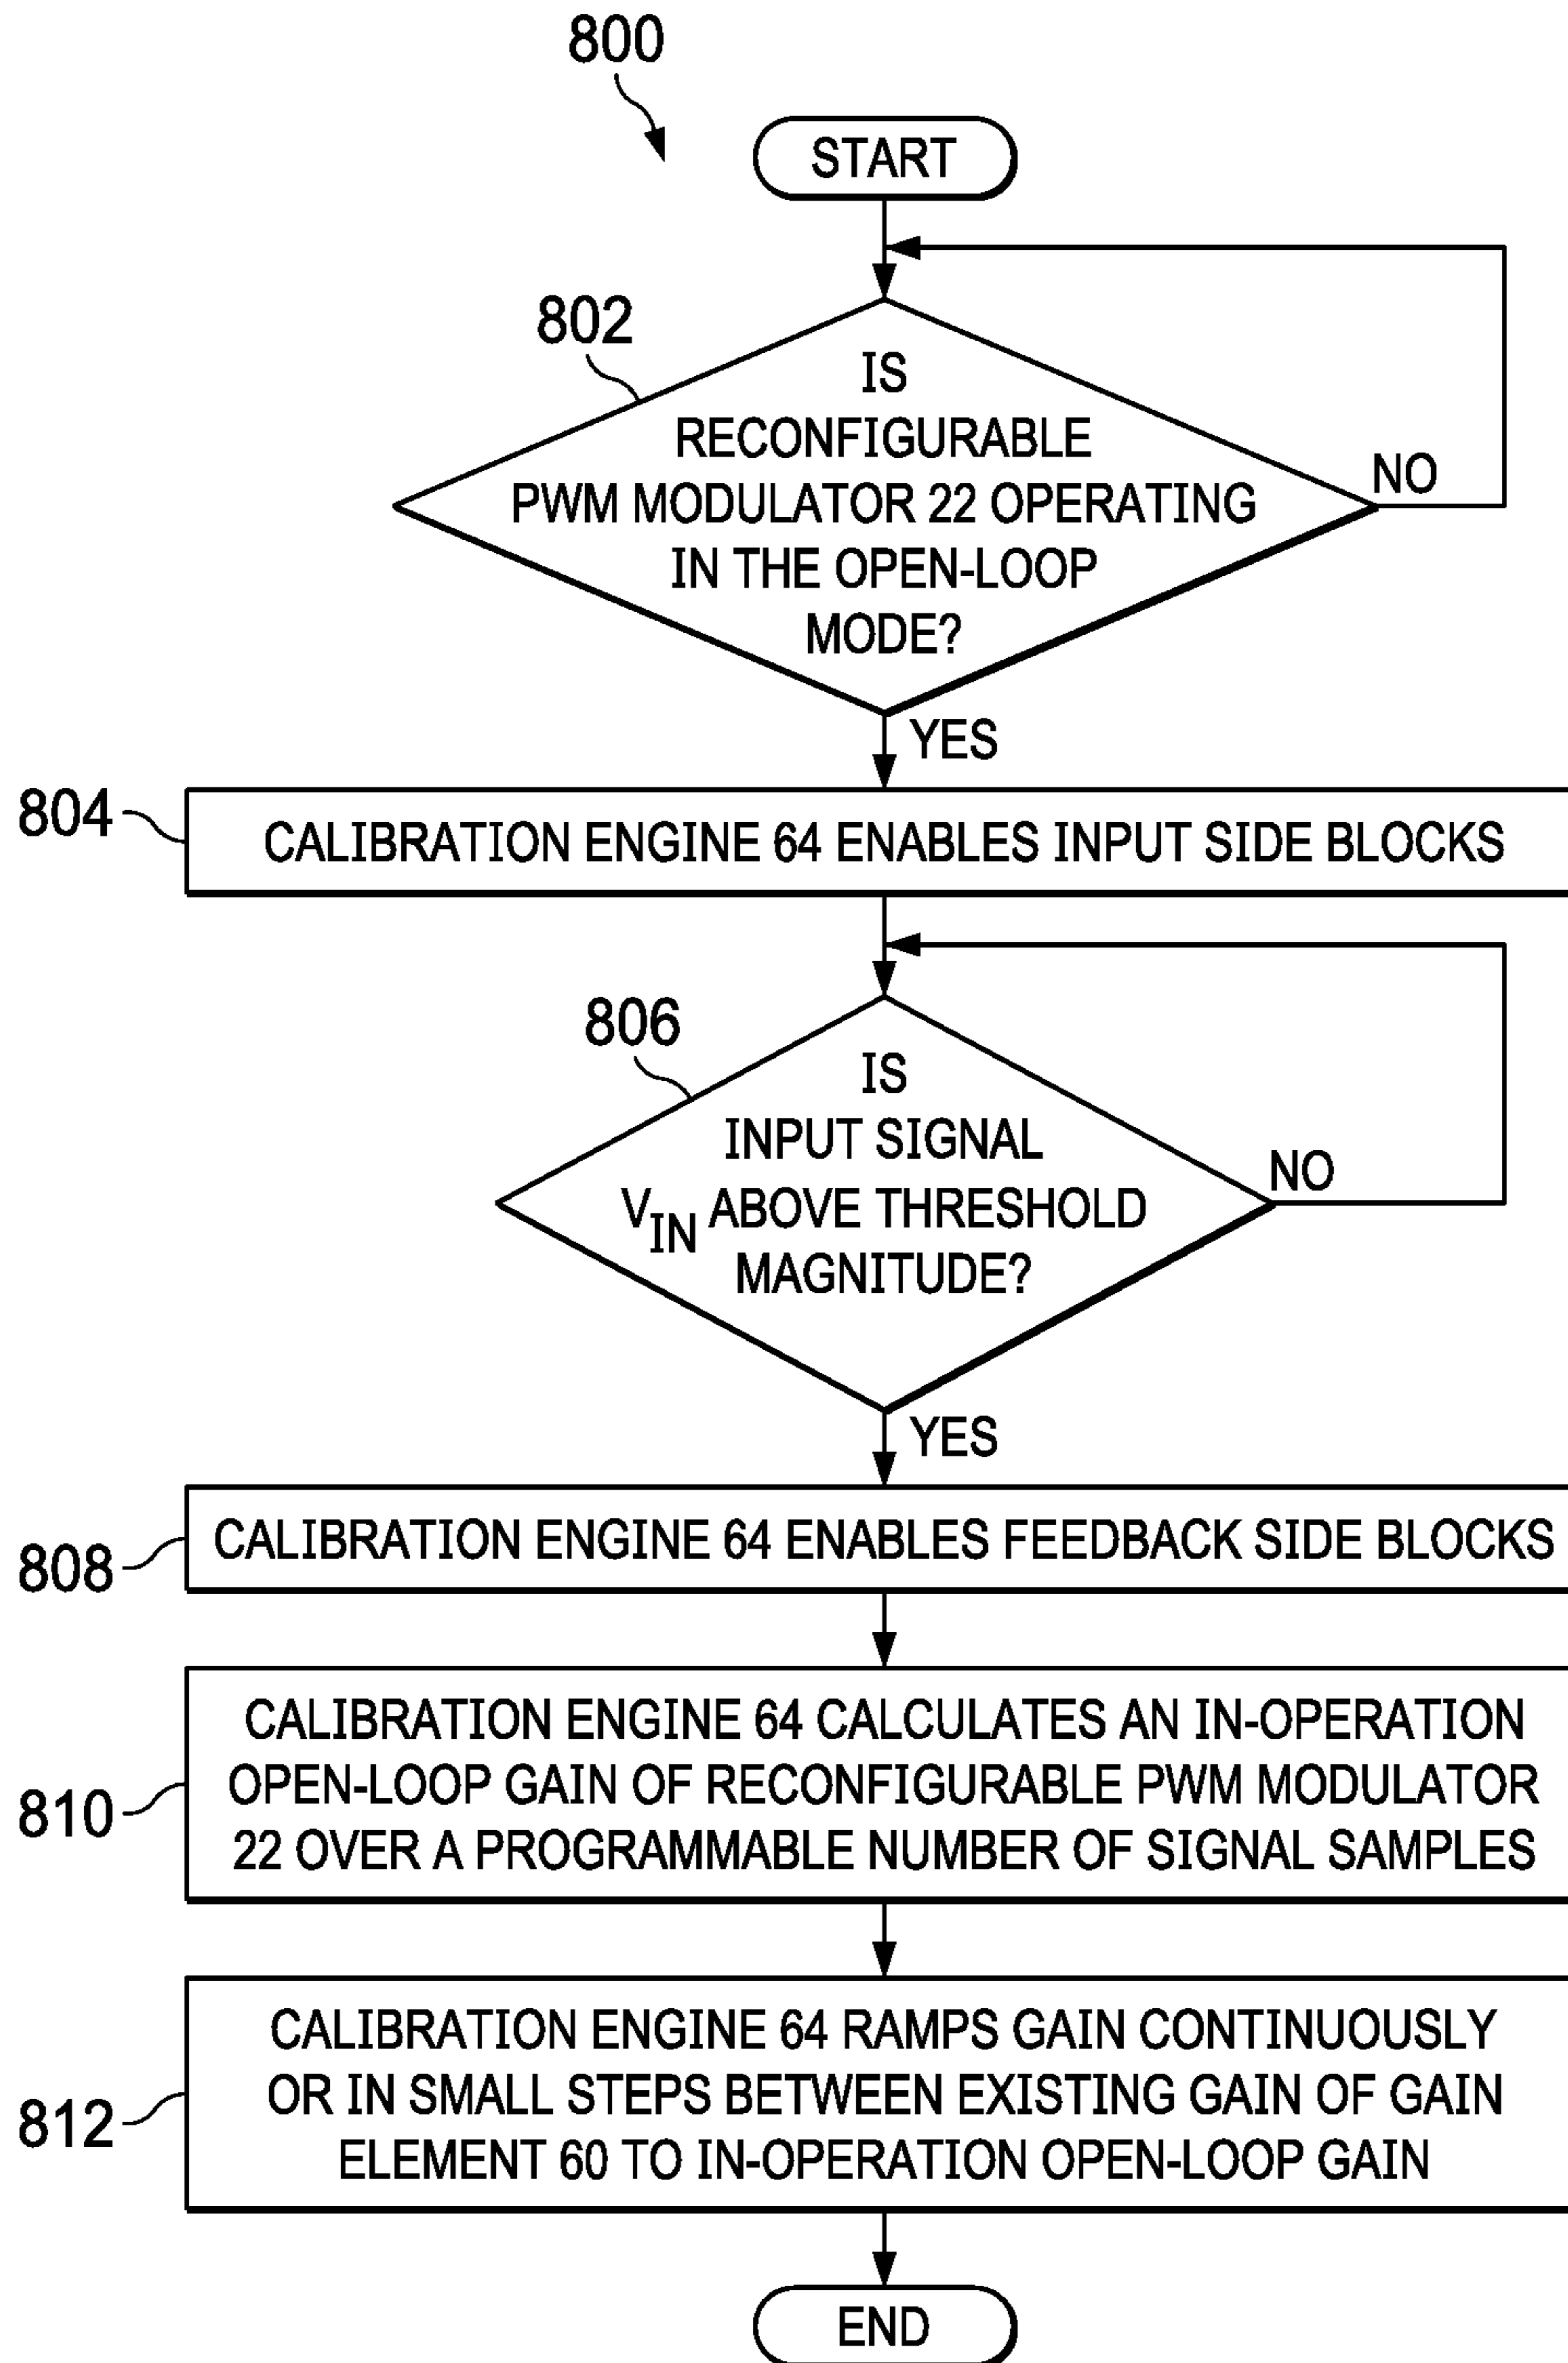 800
START
802
IS
RECONFIGURABLE
PWM MODULATOR 22 OPERATING
IN THE OPEN-LOOP
MODE?
NO
YES
804
CALIBRATION ENGINE 64 ENABLES INPUT SIDE BLOCKS
806
IS
INPUT SIGNAL
VIN ABOVE THRESHOLD
MAGNITUDE?
NO
YES
808
CALIBRATION ENGINE 64 ENABLES FEEDBACK SIDE BLOCKS
810
CALIBRATION ENGINE 64 CALCULATES AN IN-OPERATION
OPEN-LOOP GAIN OF RECONFIGURABLE PWM MODULATOR
22 OVER A PROGRAMMABLE NUMBER OF SIGNAL SAMPLES
812
CALIBRATION ENGINE 64 RAMPS GAIN CONTINUOUSLY
OR IN SMALL STEPS BETWEEN EXISTING GAIN OF GAIN
ELEMENT 60 TO IN-OPERATION OPEN-LOOP GAIN
END